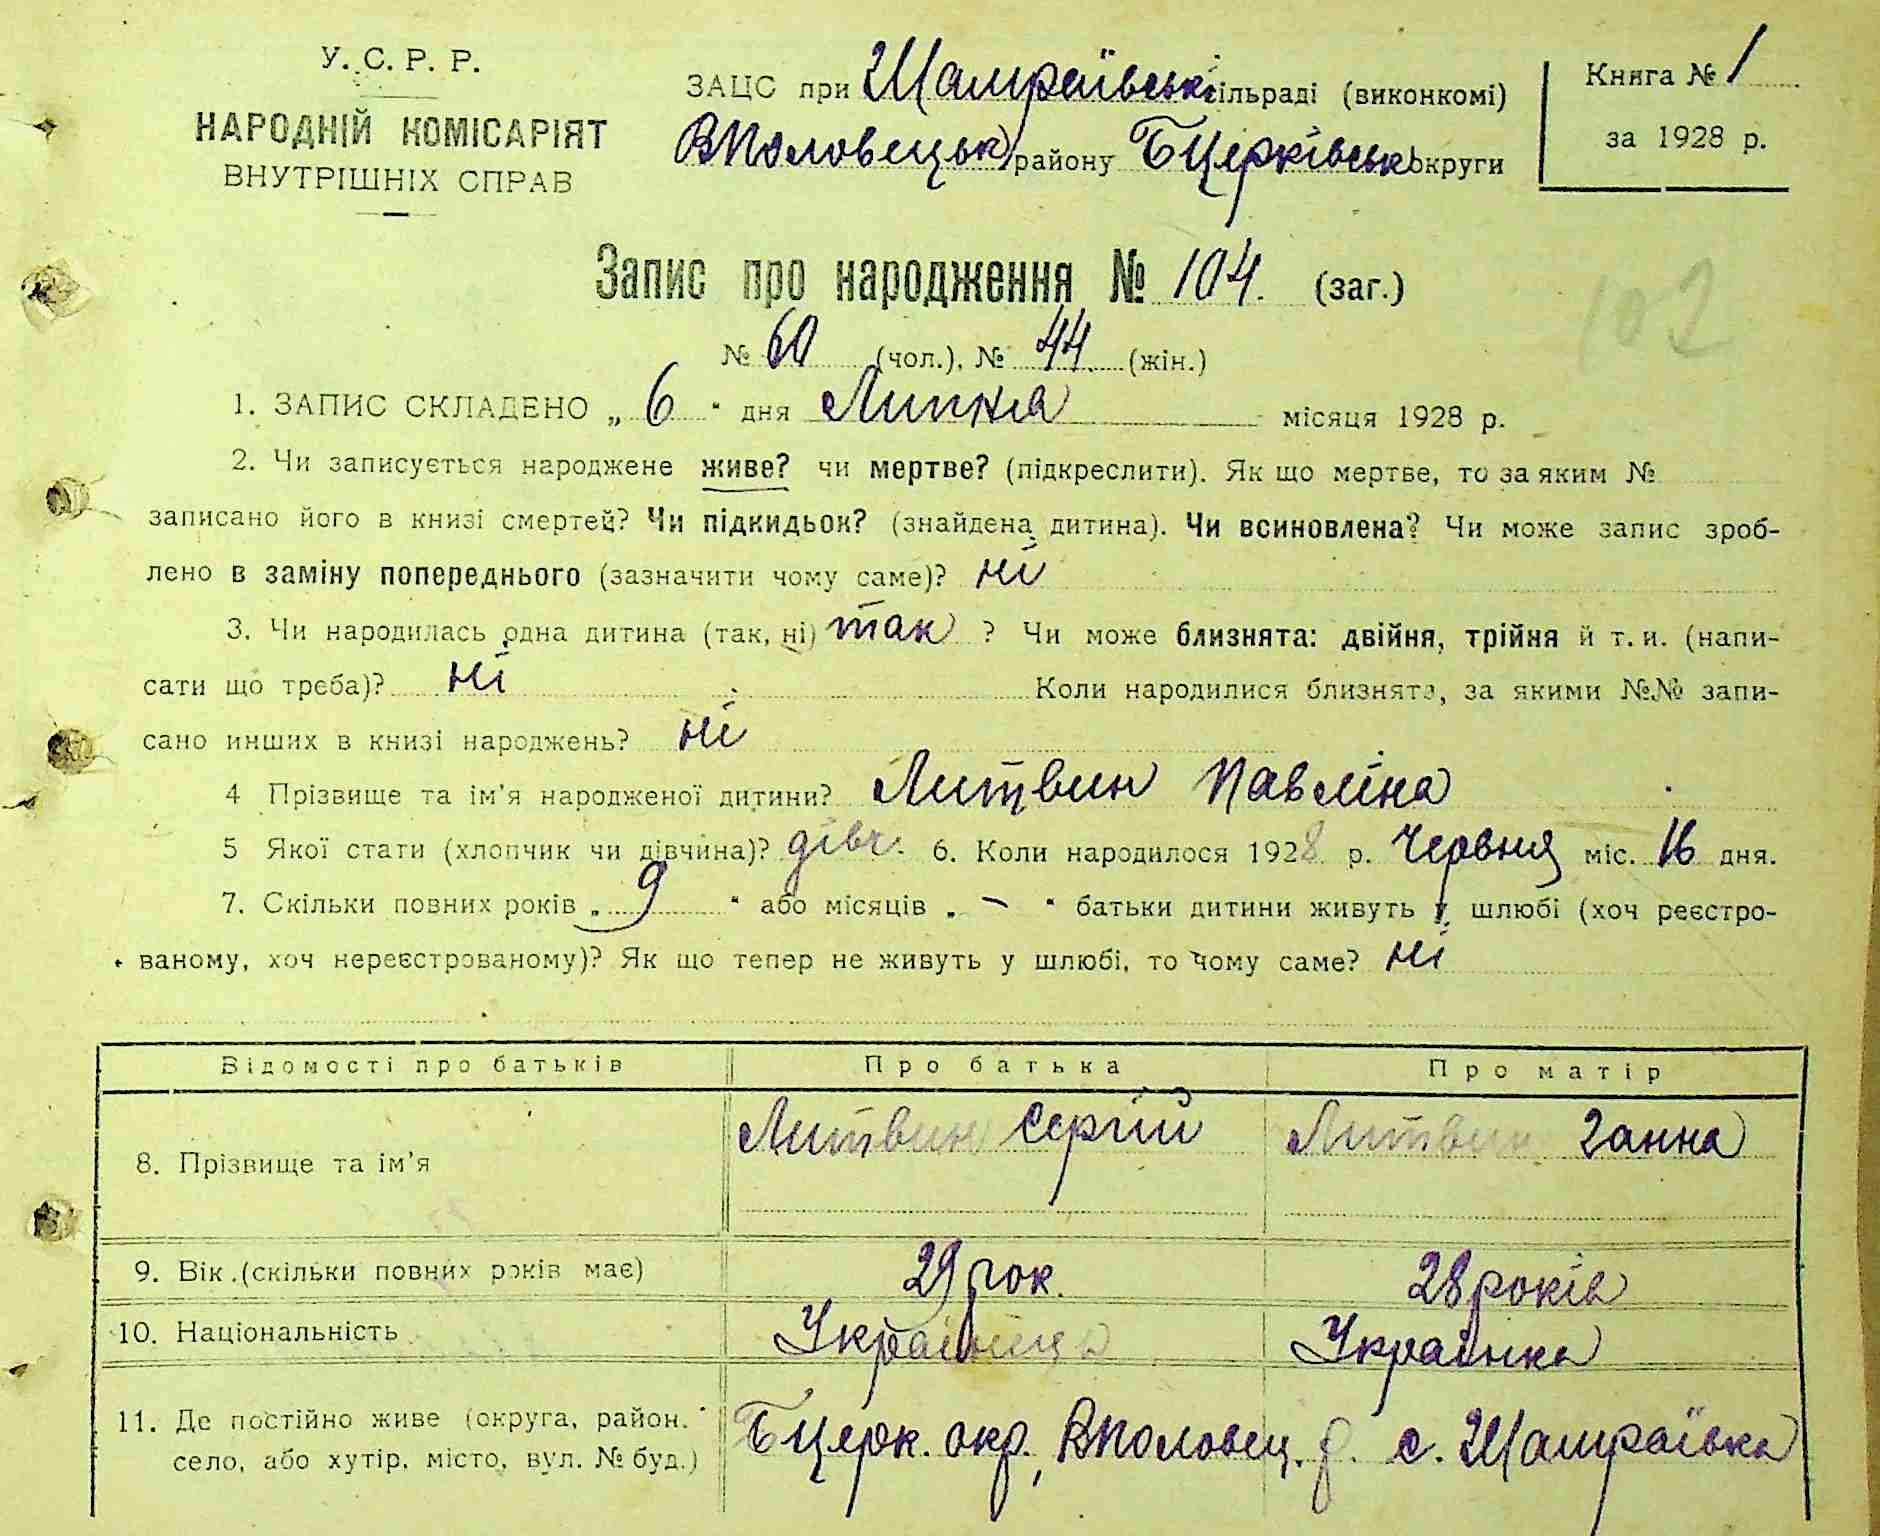 У. С. Р. Р.
НАРОДНІЙ КОМІСАРІЯТ
ВНУТРІШНІХ СПРАВ
ЗАЦС при Шамраївськ. сільраді (виконкомі)
ВПоловецьк району БЦерківськ округи
Книга № 1
за 1928 р.
Запис про народження № 104. (заг.)
№ 60 (чол.), № 44. (жін.)
102
1. ЗАПИС СКЛАДЕНО „ 6 “ дня Липня місяця 1928 р.
2. Чи записується народжене живе? чи мертве? (підкреслити). Як що мертве, то за яким №
записано його в книзі смертей? Чи підкидьок? (знайдена дитина). Чи всиновлена? Чи може запис зроб-
лено в заміну попереднього (зазначити чому саме)? ні
3. Чи народилась одна дитина (так, ні) так ? Чи може близнята: двійня, трійня й т. и. (напи-
сати що треба)? ні Коли народилися близнята, за якими №№ запи-
сано инших в книзі народжень? ні
4 Прізвище та ім’я народженої дитини? Литвин Павліна
5 Якої стати (хлопчик чи дівчина)? дівч. 6. Коли народилося 1928 р. Червня міс. 16 дня.
7. Скільки повних років „ 9 “ або місяців „ – “ батьки дитини живуть у шлюбі (хоч реєстро-
ваному, хоч нереєстрованому)? Як що тепер не живуть у шлюбі, то чому саме? ні
Відомості про батьків Про батька Про матір
8. Прізвище та ім’я Литвин Сергій Литвин Ганна
9. Вік (скільки повних років має) 29 рок. 28 років
10. Національність Українець Українка
11. Де постійно живе (округа, район.
село, або хутір, місто, вул. № буд.) БЦерк. окр., ВПоловец. р. с. Шамраївка